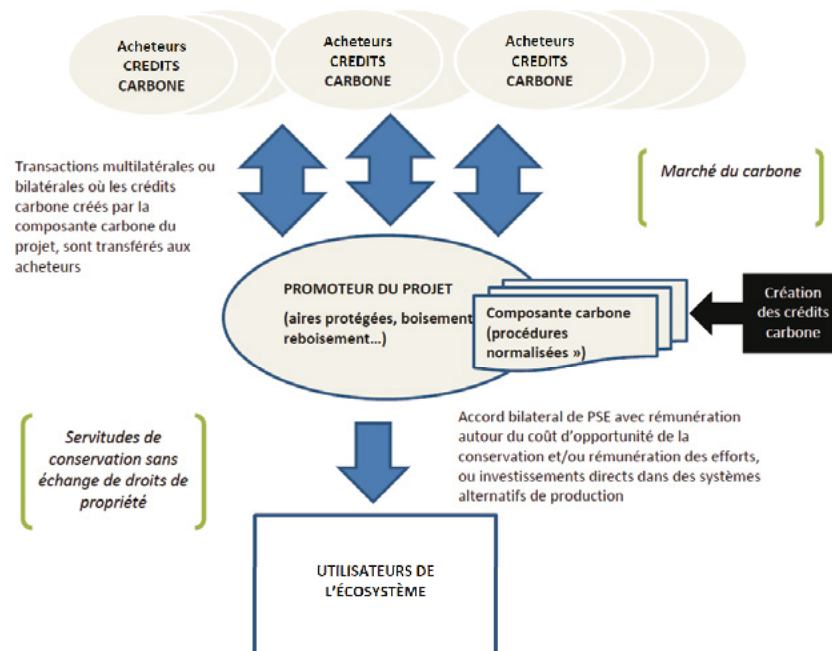 Acheteurs
CREDITS
CARBONE
Acheteurs
CREDITS
CARBONE
Acheteurs
CREDITS
CARBONE
Transactions multilatérales ou
bilatérales où les crédits
carbone créés par la
composante carbone du
projet, sont transférés aux
acheteurs
Marché du carbone
PROMOTEUR DU PROJET
(aires protégées, boisement
reboisement...)
Composante carbone
(procédures
normalisées »)
Création
des crédits
carbone
Servitudes de
conservation sans
échange de droits de
propriété
Accord bilateral de PSE avec rémunération
autour du coût d'opportunité de la
conservation et/ou rémunération des efforts,
ou investissements directs dans des systèmes
alternatifs de production
UTILISATEURS DE
L'ÉCOSYSTÈME